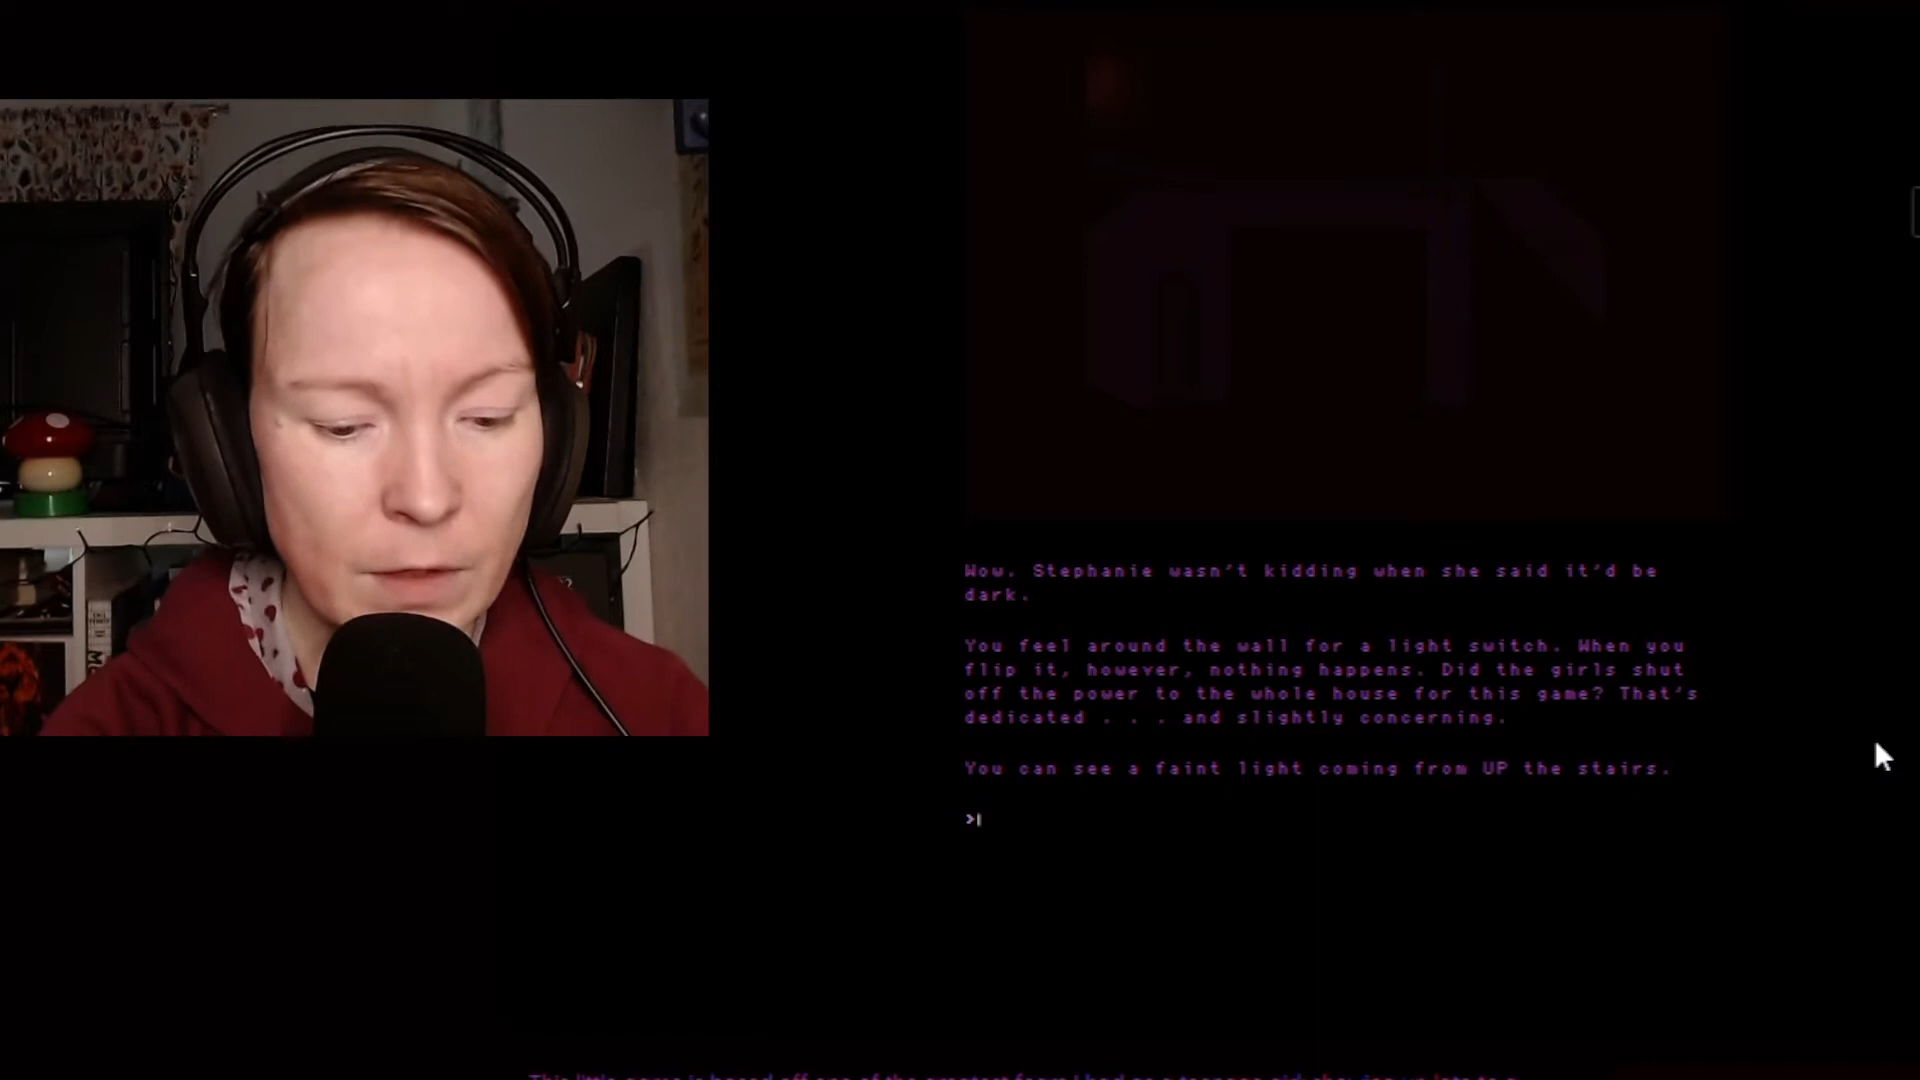 Wow. Stephanie wasn't kidding when she said it'd be
dark.
You feel around the wall for a light switch. When you
flip it, however, nothing happens. Did the girls shut
off the power to the whole house for this game? That's
dedicated . . . and slightly concerning.
You can see a faint light coming from UP the stairs.
>